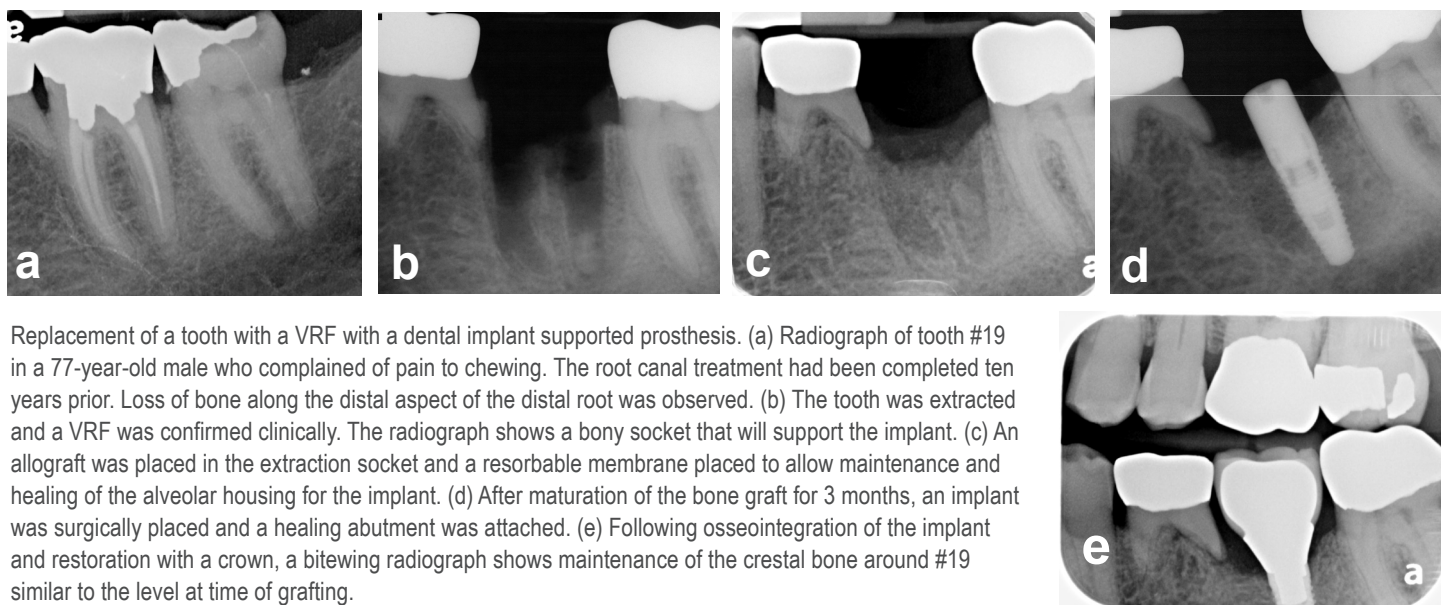 a
b
c
a
d
Replacement of a tooth with a VRF with a dental implant supported prosthesis. (a) Radiograph of tooth #19
in a 77-year-old male who complained of pain to chewing. The root canal treatment had been completed ten
years prior. Loss of bone along the distal aspect of the distal root was observed. (b) The tooth was extracted
and a VRF was confirmed clinically. The radiograph shows a bony socket that will support the implant. (c) An
allograft was placed in the extraction socket and a resorbable membrane placed to allow maintenance and
healing of the alveolar housing for the implant. (d) After maturation of the bone graft for 3 months, an implant
was surgically placed and a healing abutment was attached. (e) Following osseointegration of the implant
and restoration with a crown, a bitewing radiograph shows maintenance of the crestal bone around #19
similar to the level at time of grafting.
e
a